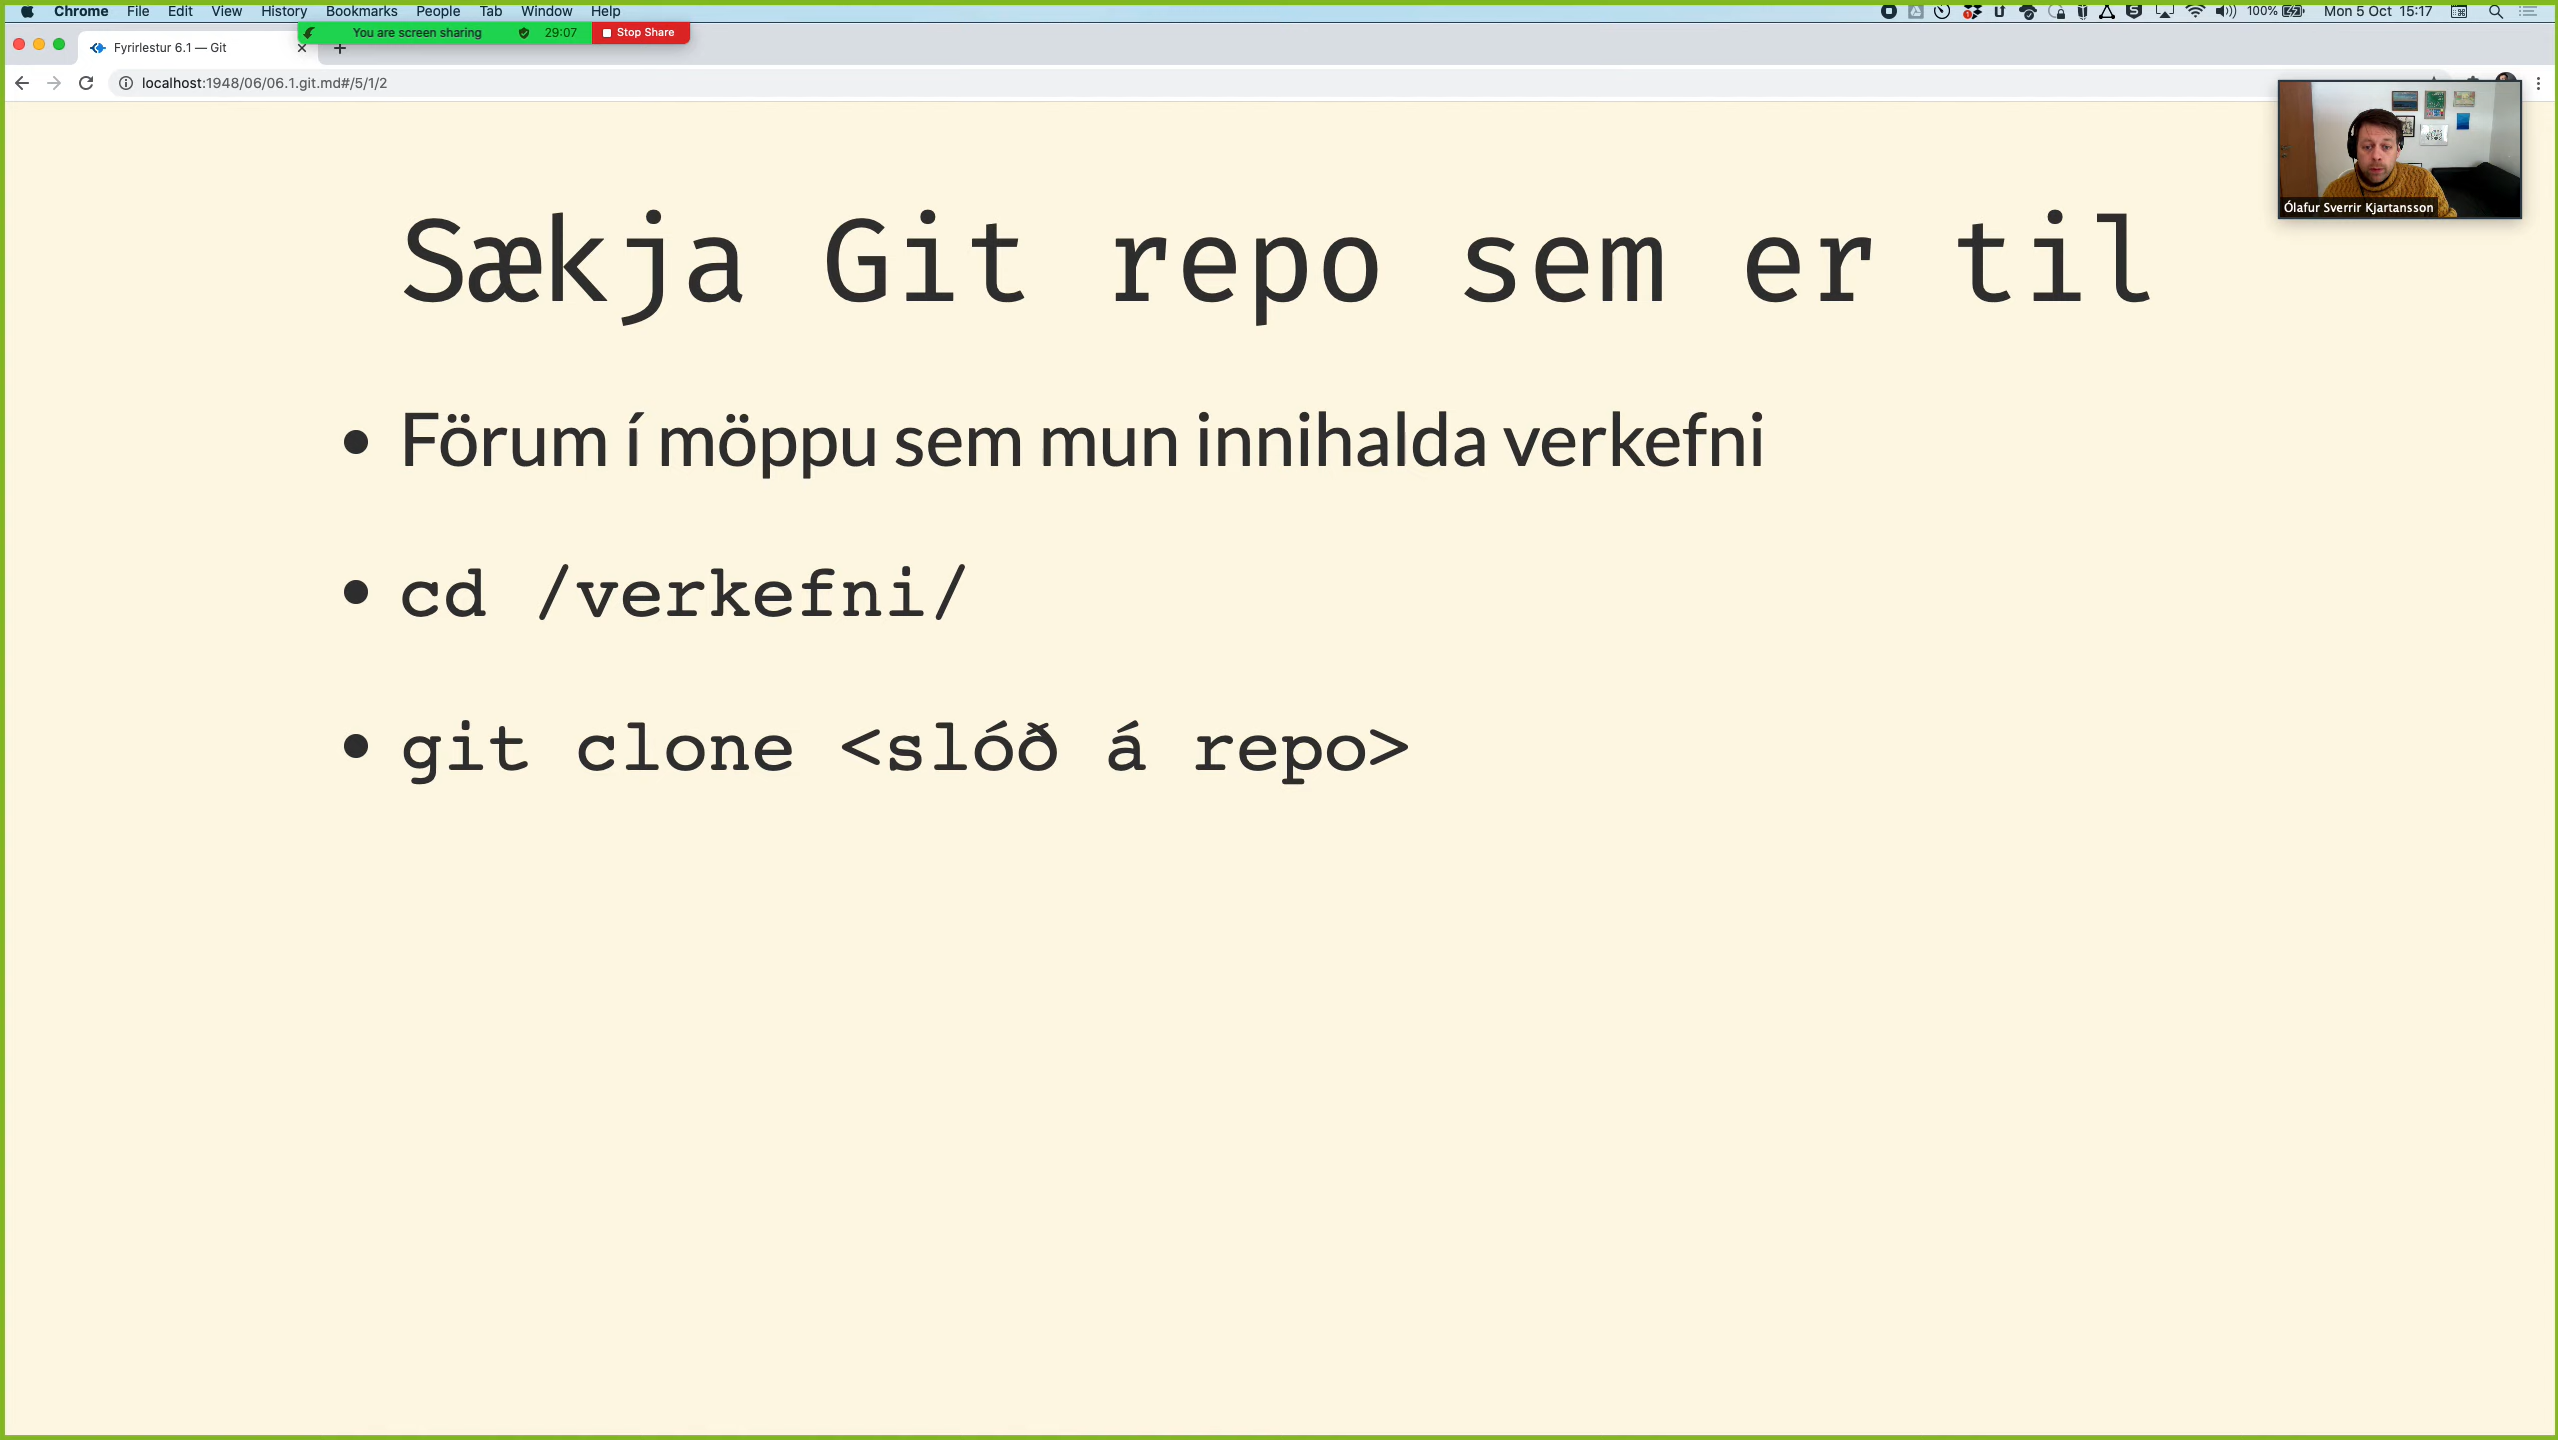 Chrome File Edit View History Bookmarks People Tab Window Help 100% Mon 5 Oct 15:17
You are screen sharing 29:07 Stop Share
Fyrirlestur 6.1 — Git
localhost:1948/06/06.1.git.md#/5/1/2
Ólafur Sverrir Kjartansson
Sækja Git repo sem er til
• Förum í möppu sem mun innihalda verkefni
• cd /verkefni/
• git clone <slóð á repo>